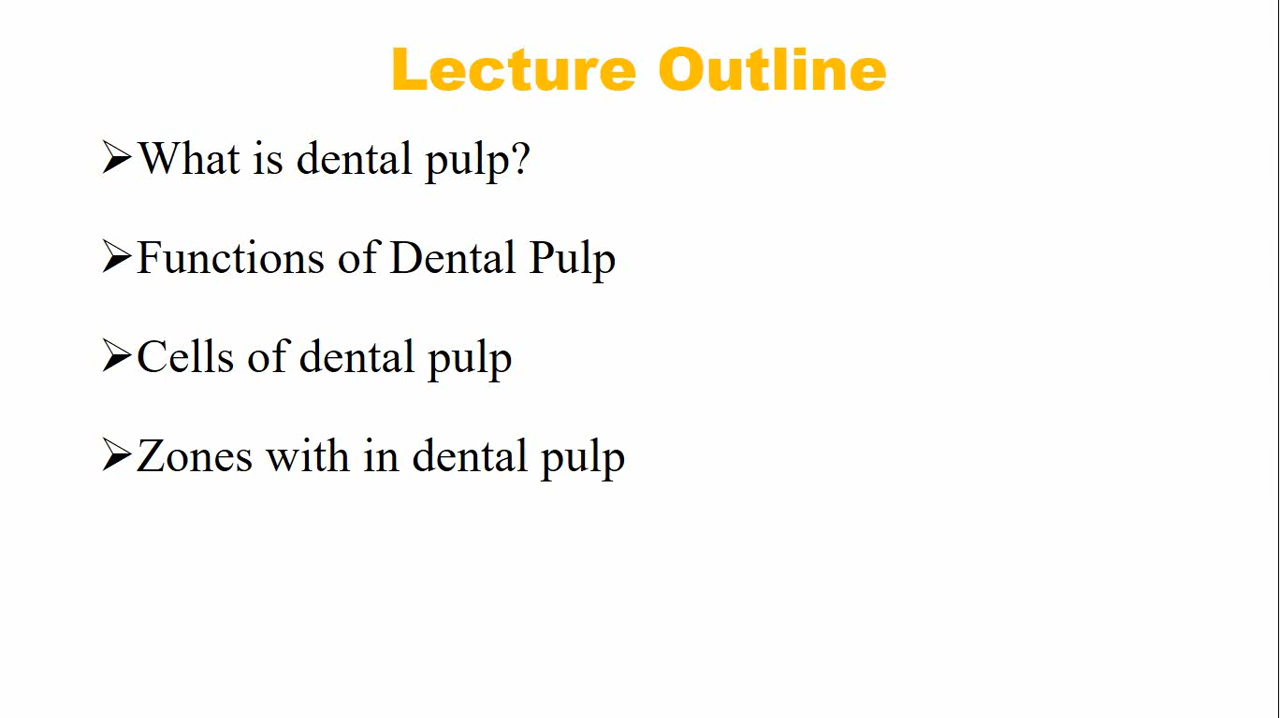 Lecture Outline
➢What is dental pulp?
➢Functions of Dental Pulp
➢Cells of dental pulp
➢Zones with in dental pulp